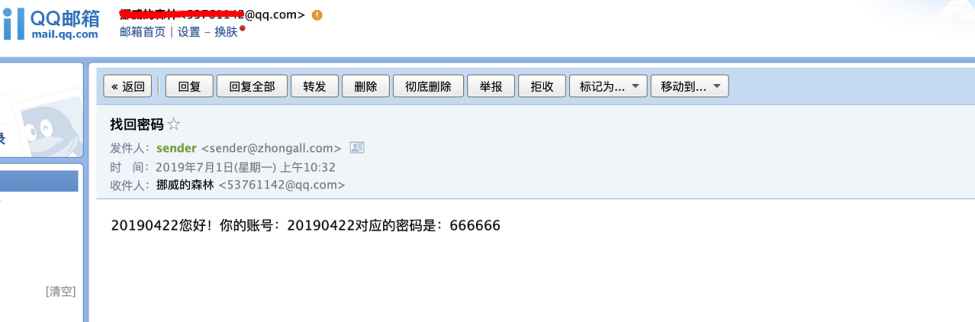 QQ邮箱
mail.qq.com
@qq.com>
邮箱首页 | 设置 - 换肤
« 返回 回复 回复全部 转发 删除 彻底删除 举报 拒收 标记为... 移动到...
找回密码
发件人：sender <sender@zhongall.com>
时 间：2019年7月1日(星期一) 上午10:32
收件人：挪威的森林 <53761142@qq.com>
20190422您好！你的账号：20190422对应的密码是：666666
录
[清空]